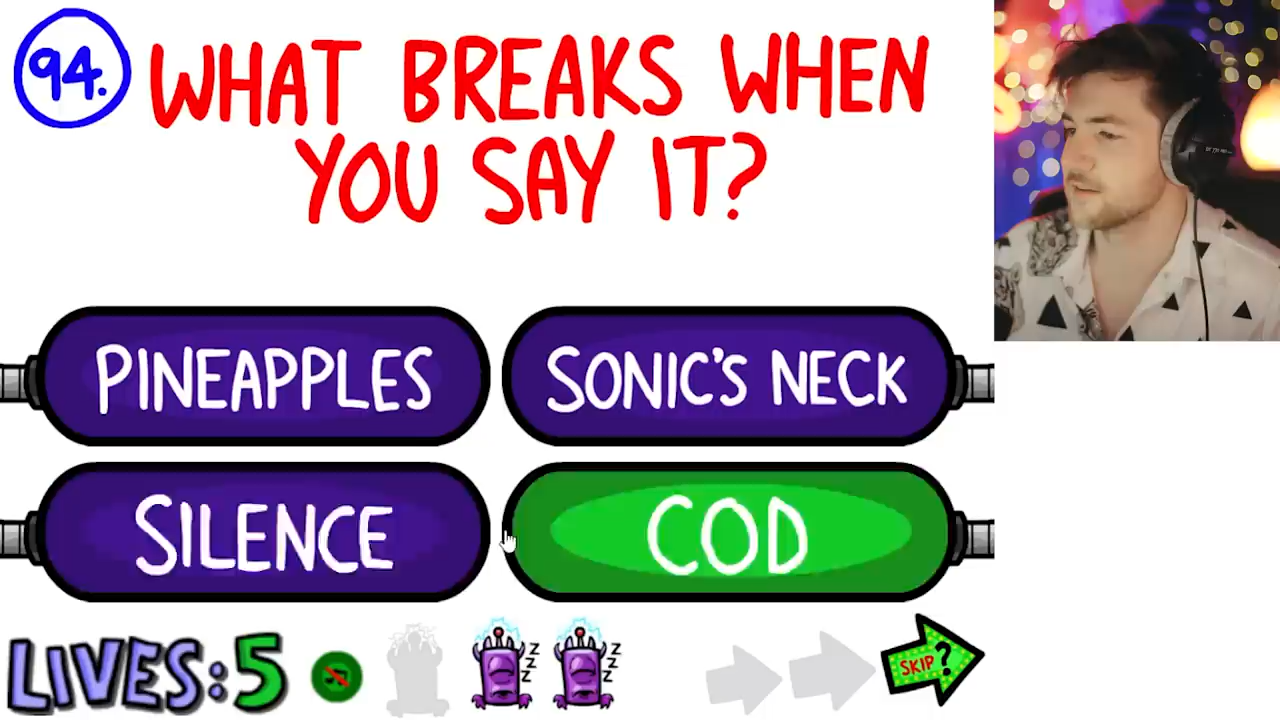 94. WHAT BREAKS WHEN
YOU SAY IT?
PINEAPPLES
SONIC'S NECK
SILENCE
COD
LIVES: 5
Z
Z
Z
Z
Z
Z
SKIP?